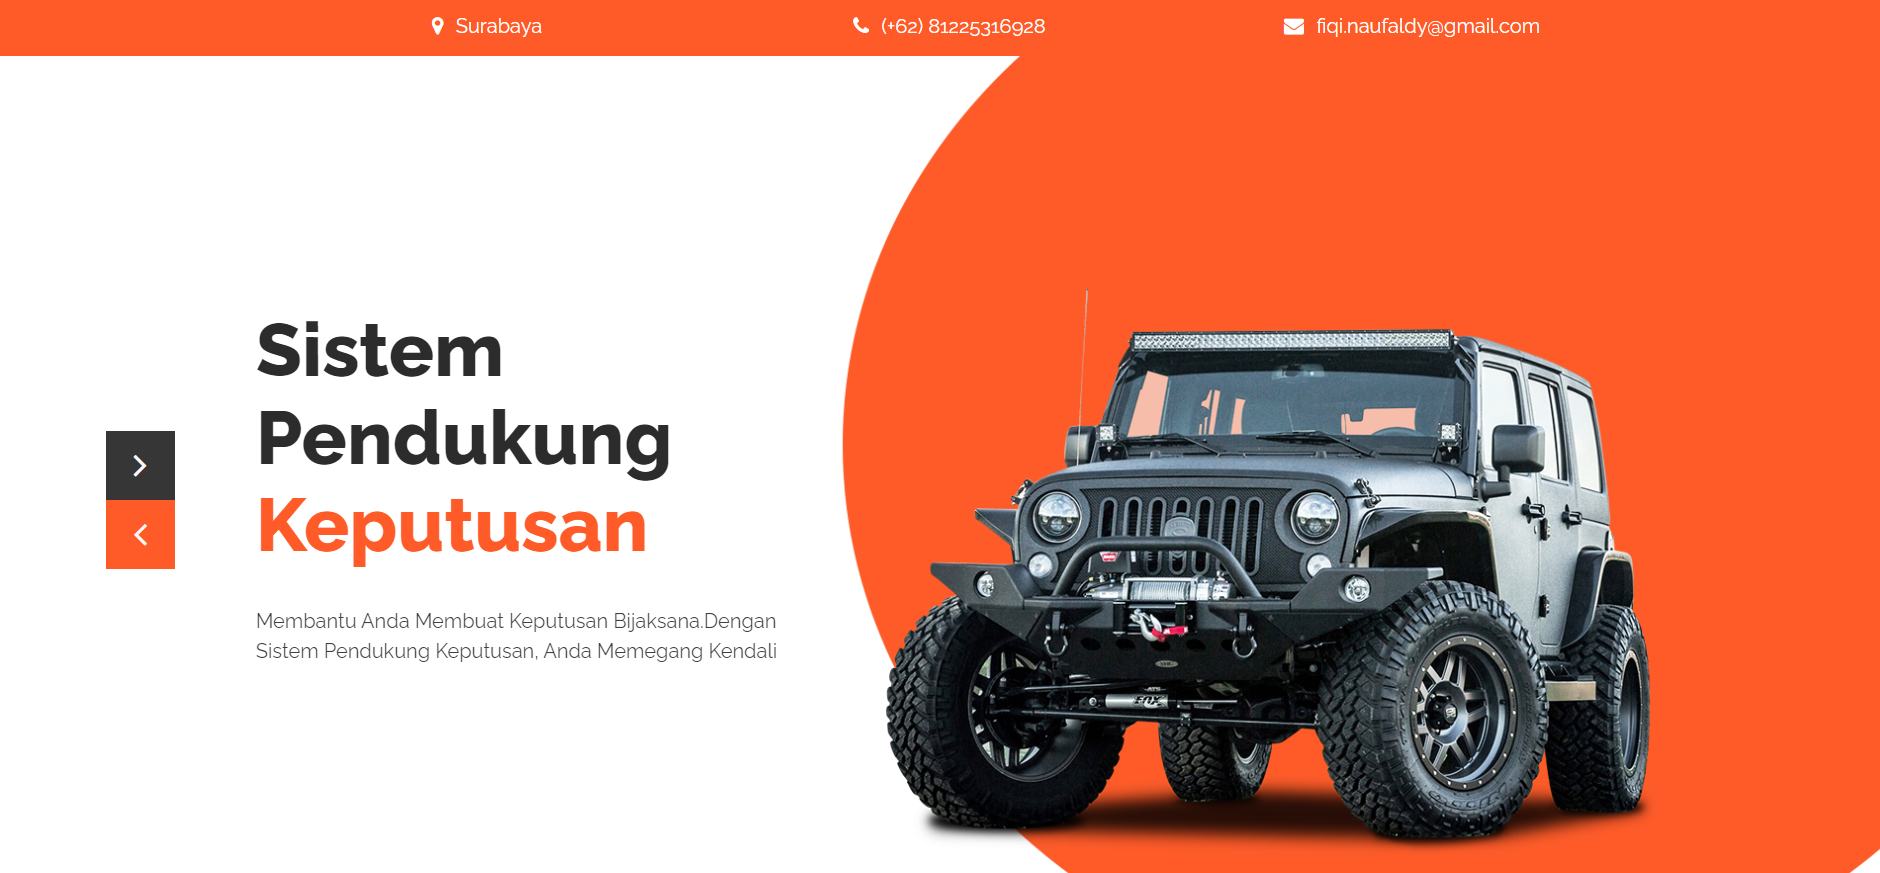 Surabaya
(+62) 81225316928
fiqi.naufaldy@gmail.com
Sistem
Pendukung
Keputusan
Membantu Anda Membuat Keputusan Bijaksana.Dengan
Sistem Pendukung Keputusan, Anda Memegang Kendali
FOX